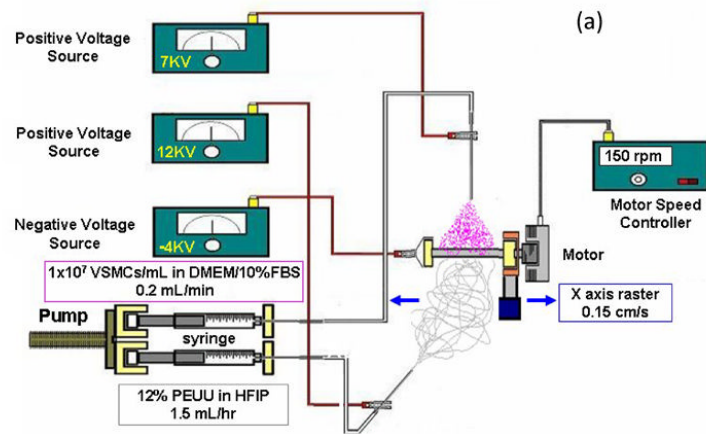 (a)
Positive Voltage
Source
7KV
Positive Voltage
Source
12KV
150 rpm
Motor Speed
Controller
Negative Voltage
Source
-4KV
Motor
1x10⁷ VSMCs/mL in DMEM/10%FBS
0.2 mL/min
X axis raster
0.15 cm/s
Pump
syringe
12% PEUU in HFIP
1.5 mL/hr